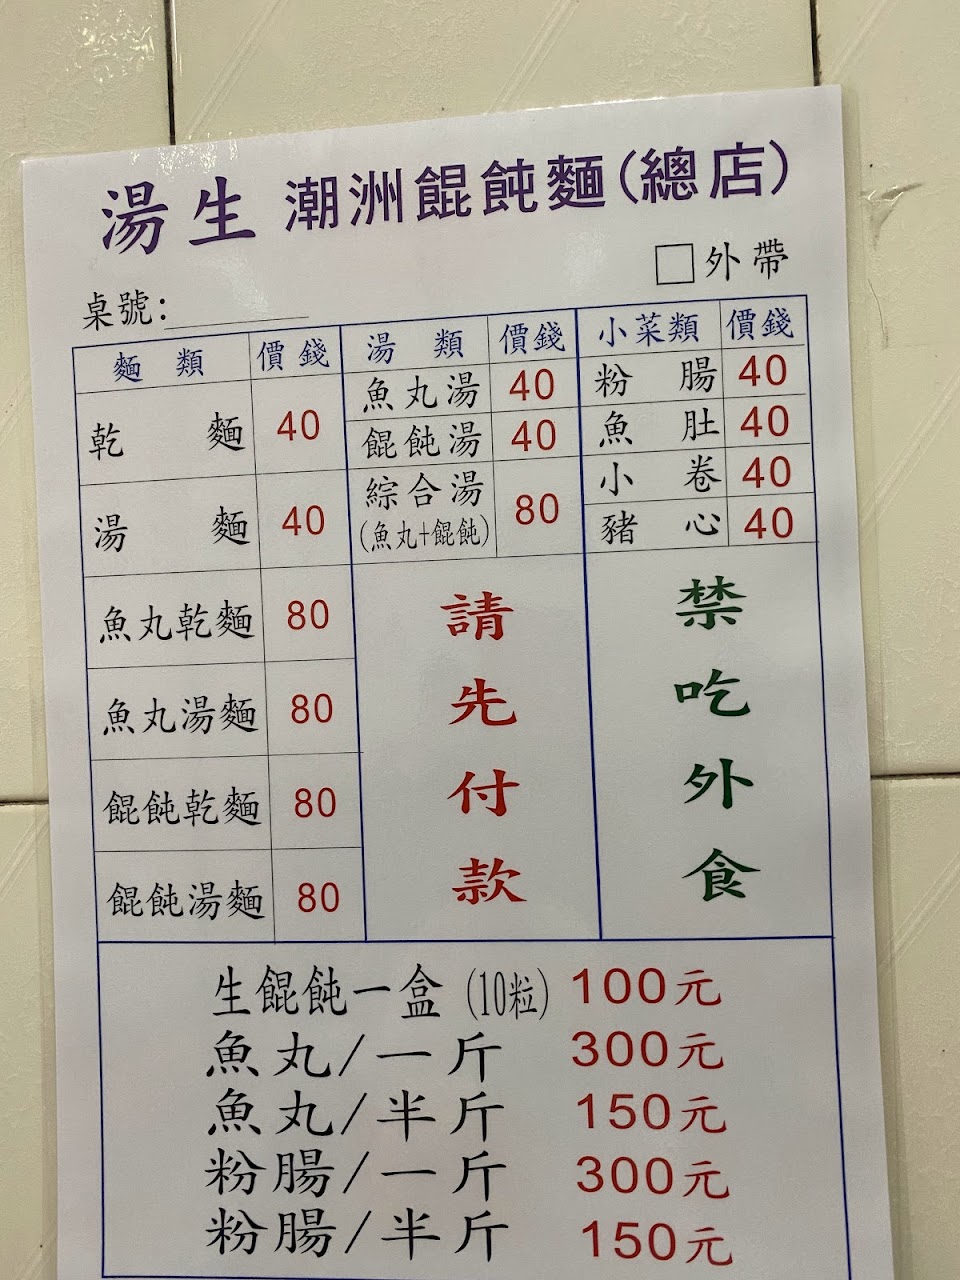 湯生 潮洲餛飩麵(總店)
□外帶
桌號:
麵類 價錢 湯類 價錢 小菜類 價錢
乾麵 40
湯麵 40
魚丸乾麵 80
魚丸湯麵 80
餛飩乾麵 80
餛飩湯麵 80
魚丸湯 40
餛飩湯 40
綜合湯 80
(魚丸+餛飩)
粉腸 40
魚肚 40
小卷 40
豬心 40
請先付款
禁吃外食
生餛飩一盒(10粒) 100元
魚丸/一斤 300元
魚丸/半斤 150元
粉腸/一斤 300元
粉腸/半斤 150元